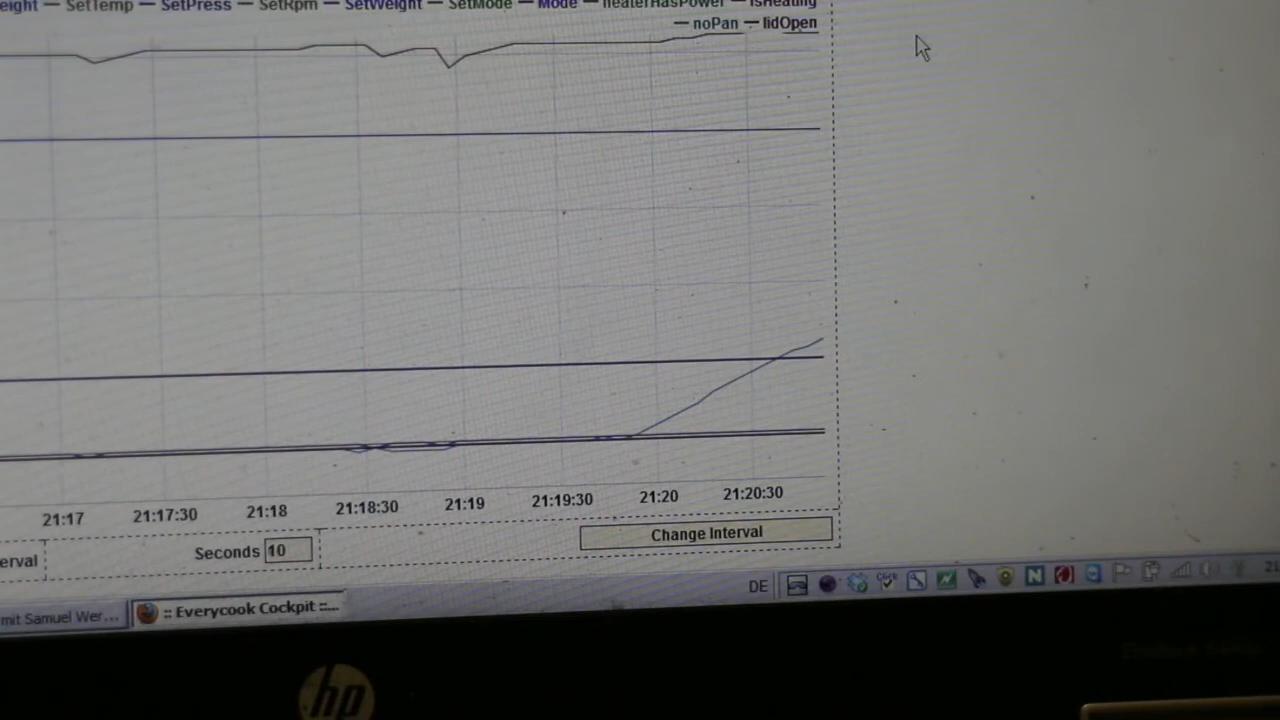 eight — SetTemp — SetPress — SetRpm — SetWeight — SetMode — Mode — heaterHasPower — isHeating
— noPan — lidOpen
21:17 21:17:30 21:18 21:18:30 21:19 21:19:30 21:20 21:20:30
erval Seconds 10 Change Interval
DE
mit Samuel Wer... :: Everycook Cockpit ::...
hp